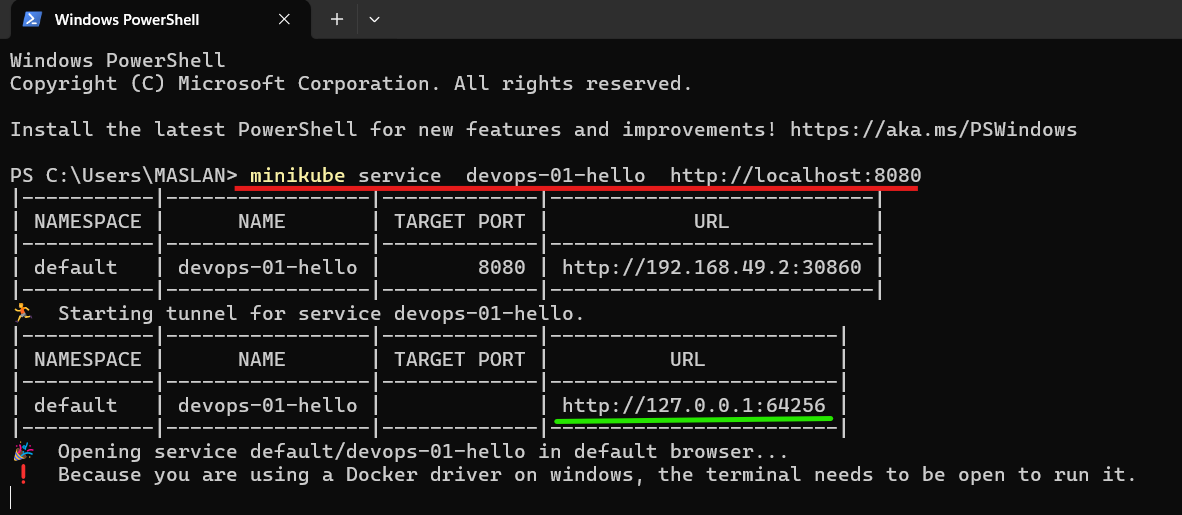 Windows PowerShell
Windows PowerShell
Copyright (C) Microsoft Corporation. All rights reserved.
Install the latest PowerShell for new features and improvements! https://aka.ms/PSWindows
PS C:\Users\MASLAN> minikube service  devops-01-hello  http://localhost:8080
|-----------|-----------------|-------------|---------------------------|
| NAMESPACE |      NAME       | TARGET PORT |            URL            |
|-----------|-----------------|-------------|---------------------------|
| default   | devops-01-hello |        8080 | http://192.168.49.2:30860 |
|-----------|-----------------|-------------|---------------------------|
🏃  Starting tunnel for service devops-01-hello.
|-----------|-----------------|-------------|------------------------|
| NAMESPACE |      NAME       | TARGET PORT |          URL           |
|-----------|-----------------|-------------|------------------------|
| default   | devops-01-hello |             | http://127.0.0.1:64256 |
|-----------|-----------------|-------------|------------------------|
🎉  Opening service default/devops-01-hello in default browser...
❗  Because you are using a Docker driver on windows, the terminal needs to be open to run it.